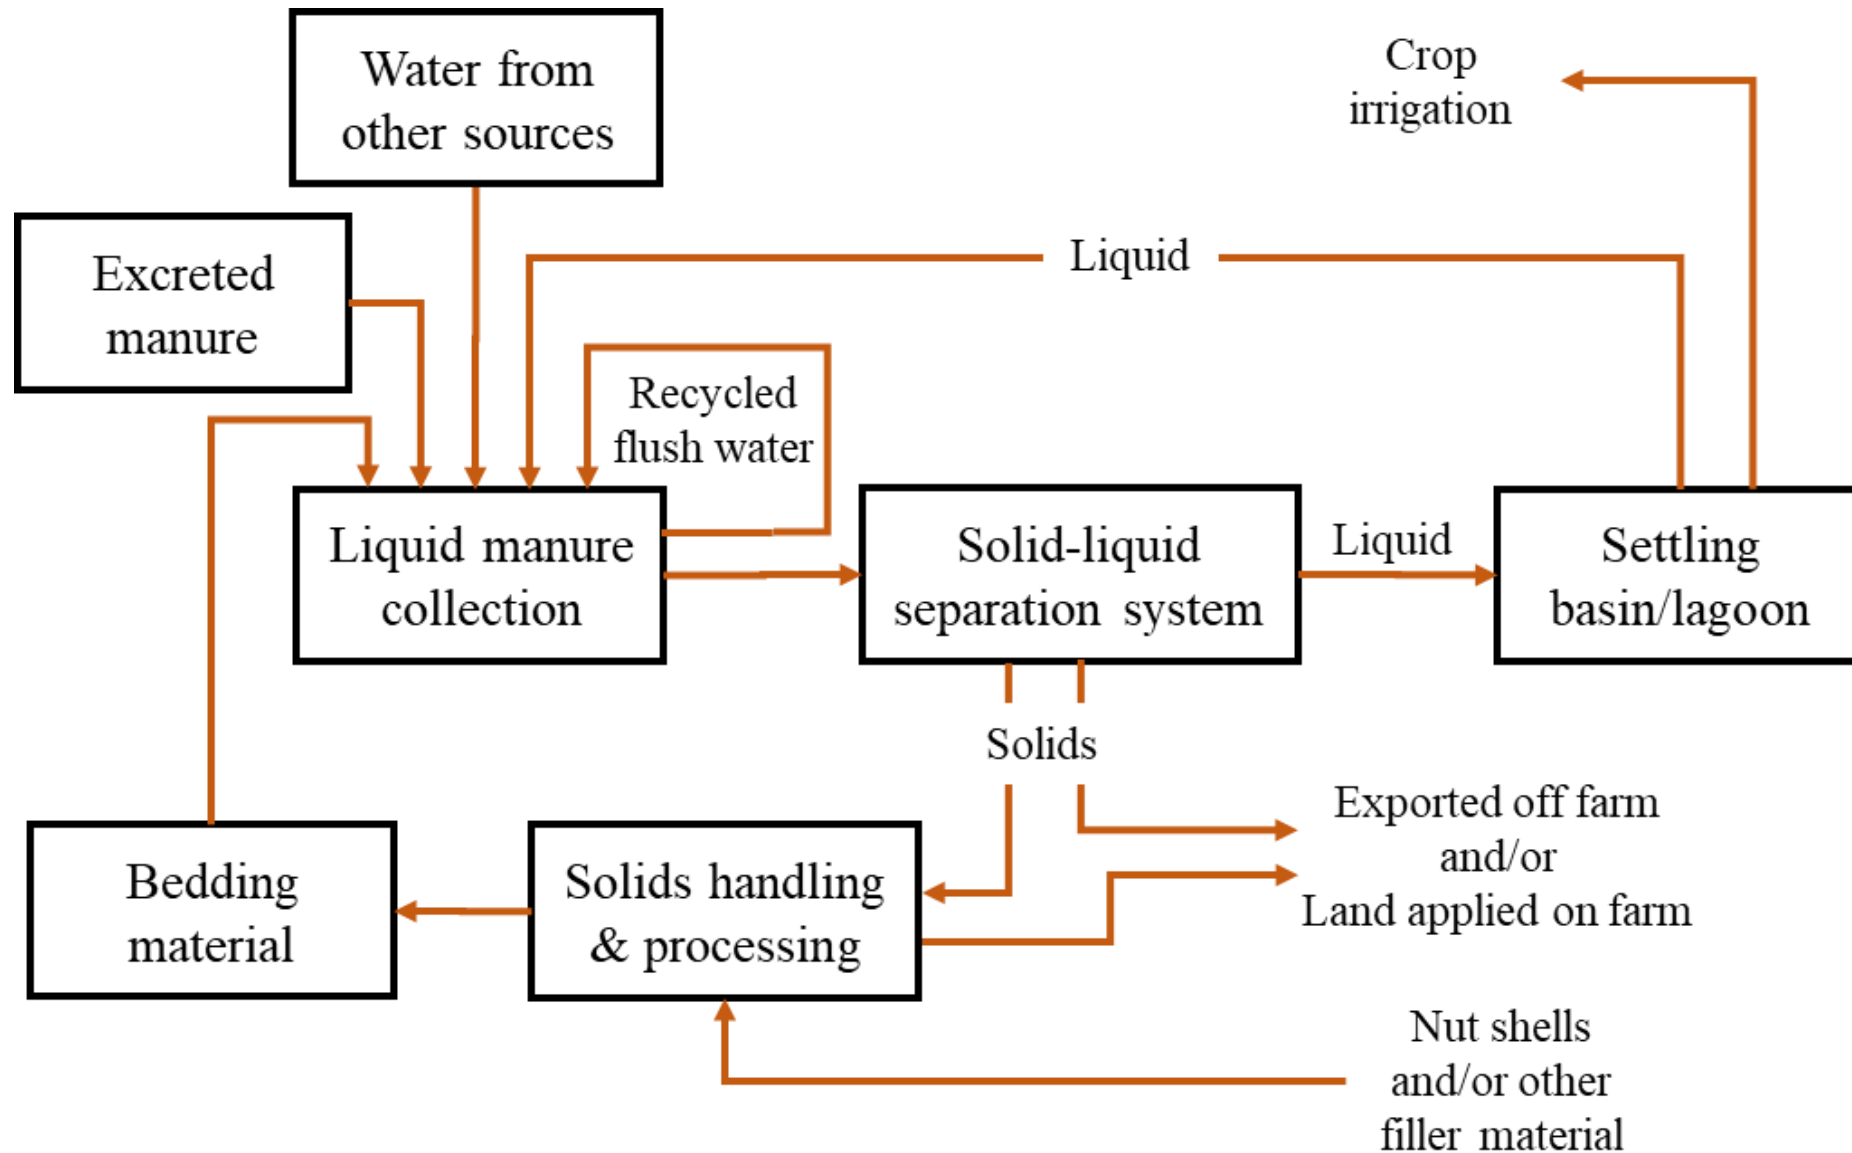 Water from
other sources
Crop
irrigation
Excreted
manure
Liquid
Recycled
flush water
Liquid manure
collection
Solid-liquid
separation system
Liquid
Settling
basin/lagoon
Solids
Bedding
material
Solids handling
& processing
Exported off farm
and/or
Land applied on farm
Nut shells
and/or other
filler material